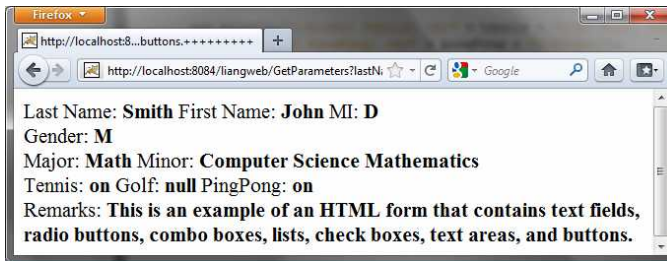 Firefox
http://localhost:8...buttons.+++++++++
http://localhost:8084/liangweb/GetParameters?lastNa
Google
Last Name: Smith First Name: John MI: D
Gender: M
Major: Math Minor: Computer Science Mathematics
Tennis: on Golf: null PingPong: on
Remarks: This is an example of an HTML form that contains text fields,
radio buttons, combo boxes, lists, check boxes, text areas, and buttons.